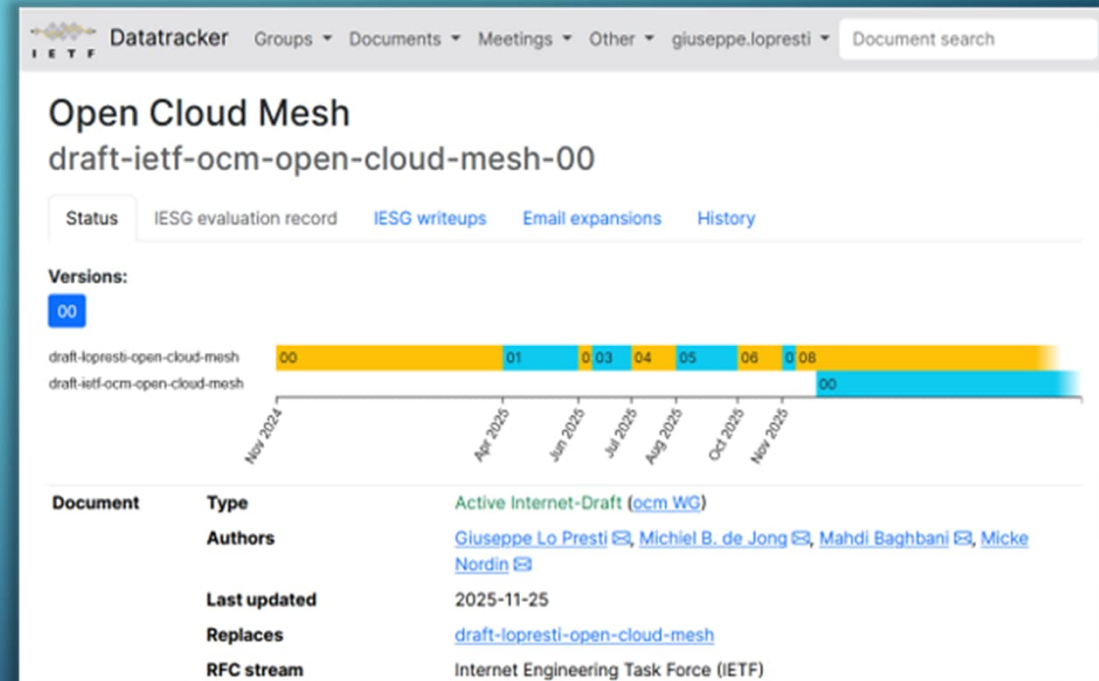 IETF Datatracker Groups Documents Meetings Other giuseppe.lopresti Document search
Open Cloud Mesh
draft-ietf-ocm-open-cloud-mesh-00
Status IESG evaluation record IESG writeups Email expansions History
Versions:
00
draft-lopresti-open-cloud-mesh 00 01 0 03 04 05 06 0 08
draft-ietf-ocm-open-cloud-mesh 00
Nov 2024 Apr 2025 Jun 2025 Jul 2025 Aug 2025 Oct 2025 Nov 2025
Document Type Active Internet-Draft (ocm WG)
Authors Giuseppe Lo Presti, Michiel B. de Jong, Mahdi Baghbani, Micke
Nordin
Last updated 2025-11-25
Replaces draft-lopresti-open-cloud-mesh
RFC stream Internet Engineering Task Force (IETF)